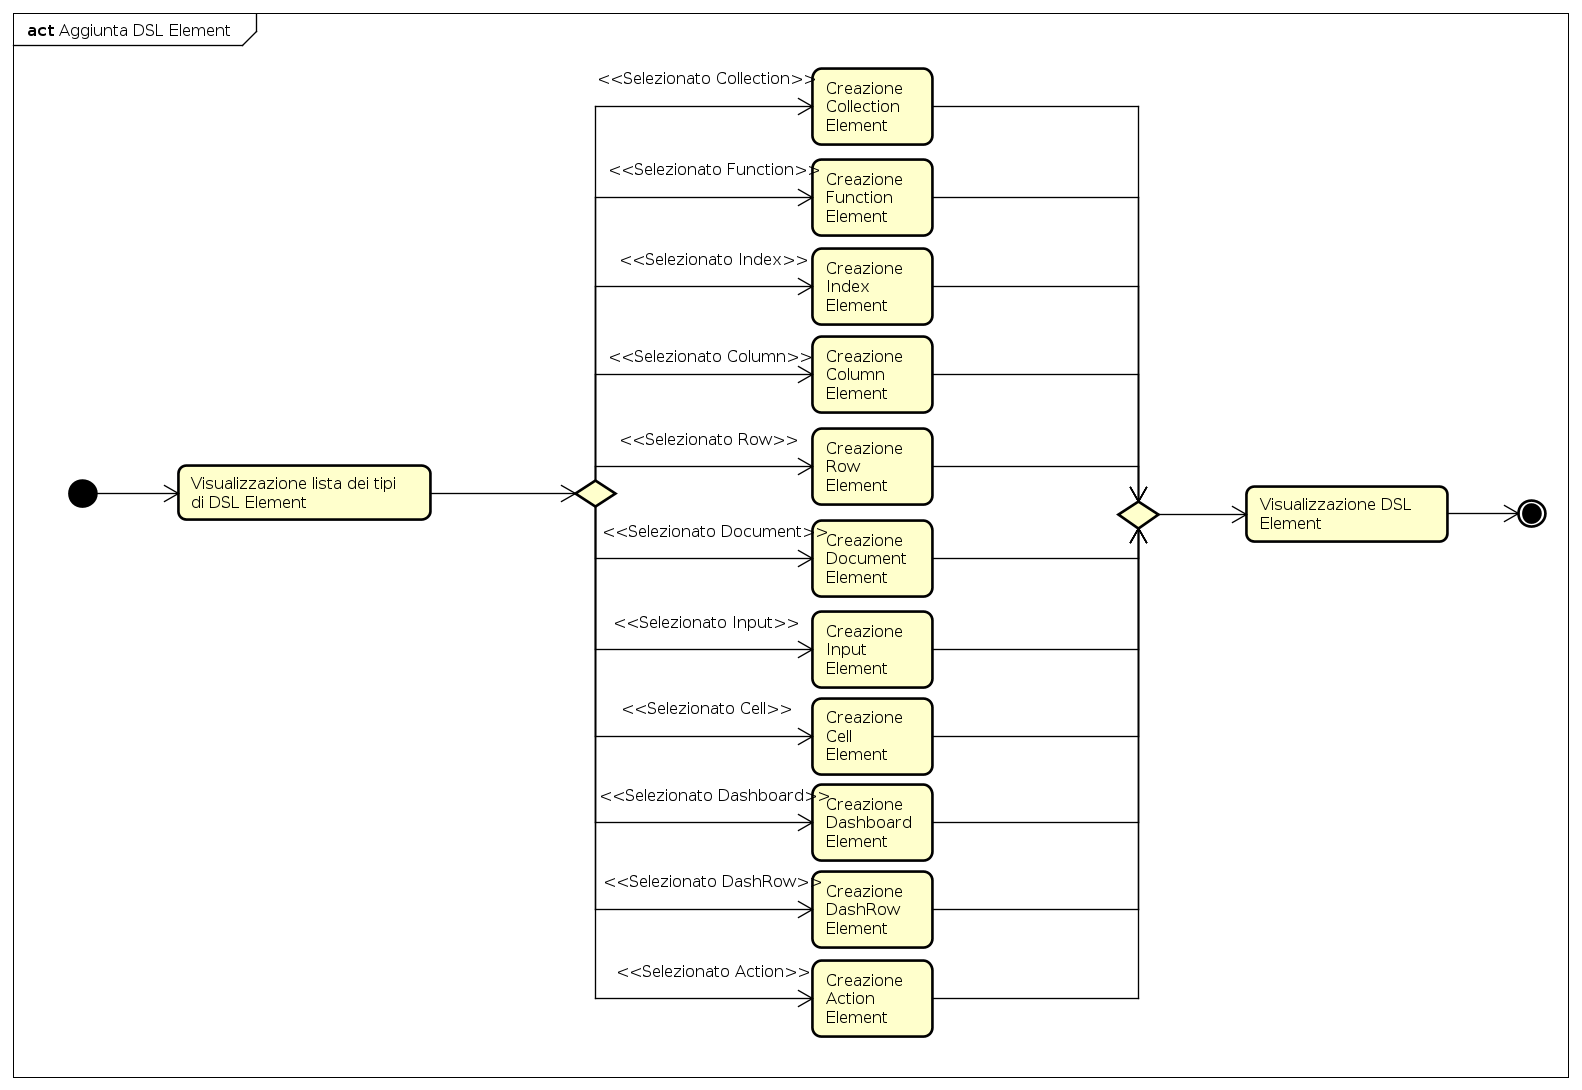 act Aggiunta DSL Element
<<Selezionato Collection>>
Creazione
Collection
Element
<<Selezionato Function>>
Creazione
Function
Element
<<Selezionato Index>>
Creazione
Index
Element
<<Selezionato Column>>
Creazione
Column
Element
<<Selezionato Row>>
Creazione
Row
Element
Visualizzazione lista dei tipi
di DSL Element
<<Selezionato Document>>
Creazione
Document
Element
Visualizzazione DSL
Element
<<Selezionato Input>>
Creazione
Input
Element
<<Selezionato Cell>>
Creazione
Cell
Element
<<Selezionato Dashboard>>
Creazione
Dashboard
Element
<<Selezionato DashRow>>
Creazione
DashRow
Element
<<Selezionato Action>>
Creazione
Action
Element